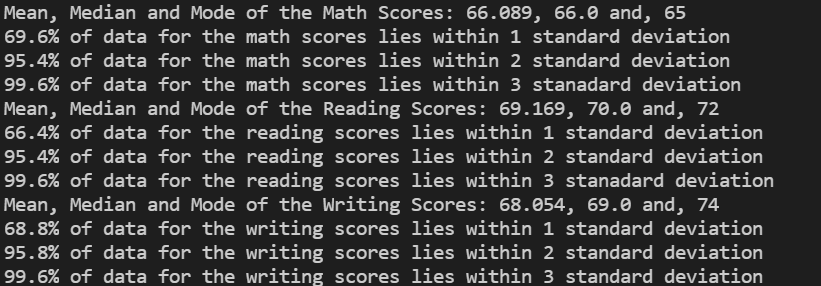 Mean, Median and Mode of the Math Scores: 66.089, 66.0 and, 65
69.6% of data for the math scores lies within 1 standard deviation
95.4% of data for the math scores lies within 2 standard deviation
99.6% of data for the math scores lies within 3 stanadard deviation
Mean, Median and Mode of the Reading Scores: 69.169, 70.0 and, 72
66.4% of data for the reading scores lies within 1 standard deviation
95.4% of data for the reading scores lies within 2 standard deviation
99.6% of data for the reading scores lies within 3 stanadard deviation
Mean, Median and Mode of the Writing Scores: 68.054, 69.0 and, 74
68.8% of data for the writing scores lies within 1 standard deviation
95.8% of data for the writing scores lies within 2 standard deviation
99.6% of data for the writing scores lies within 3 standard deviation